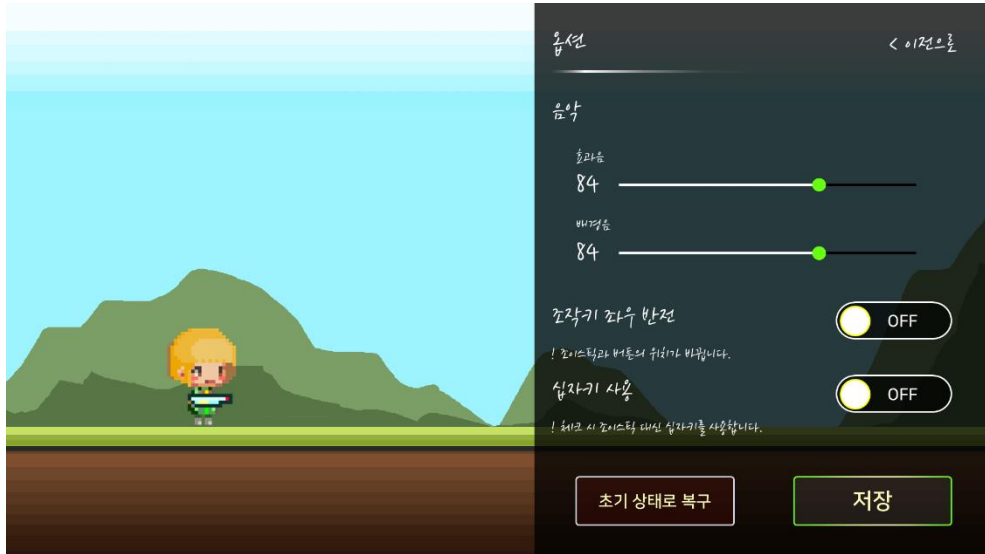 옵션
< 이전으로
음악
효과음
84
배경음
84
조작키 좌우 반전
OFF
! 조이스틱과 버튼의 위치가 바뀝니다.
십자키 사용
OFF
! 체크 시 조이스틱 대신 십자키를 사용합니다.
초기 상태로 복구
저장